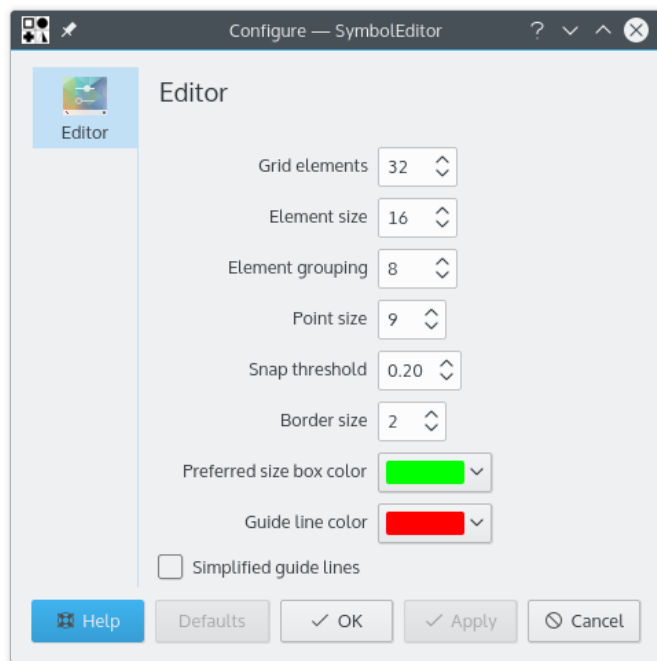 Configure — SymbolEditor
Editor
Editor
Grid elements 32
Element size 16
Element grouping 8
Point size 9
Snap threshold 0.20
Border size 2
Preferred size box color
Guide line color
Simplified guide lines
Help Defaults OK Apply Cancel